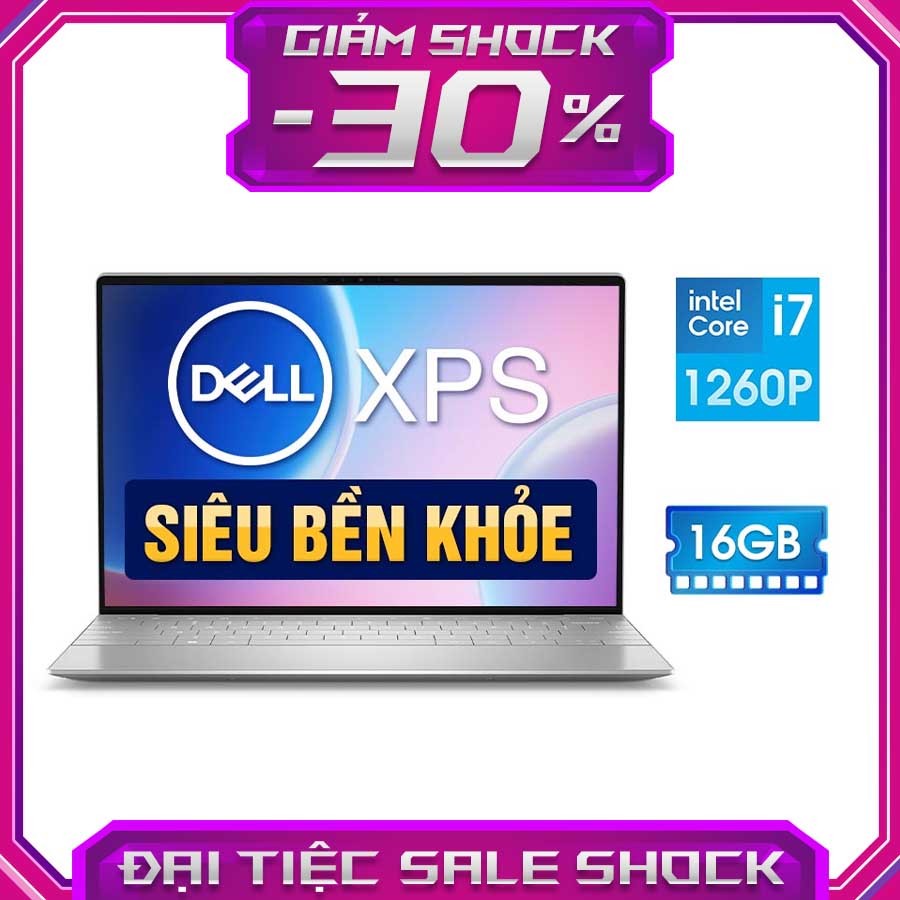 GIẢM SHOCK
-30%
DELL XPS
SIÊU BỀN KHỎE
intel
Core i7
1260P
16GB
ĐẠI TIỆC SALE SHOCK